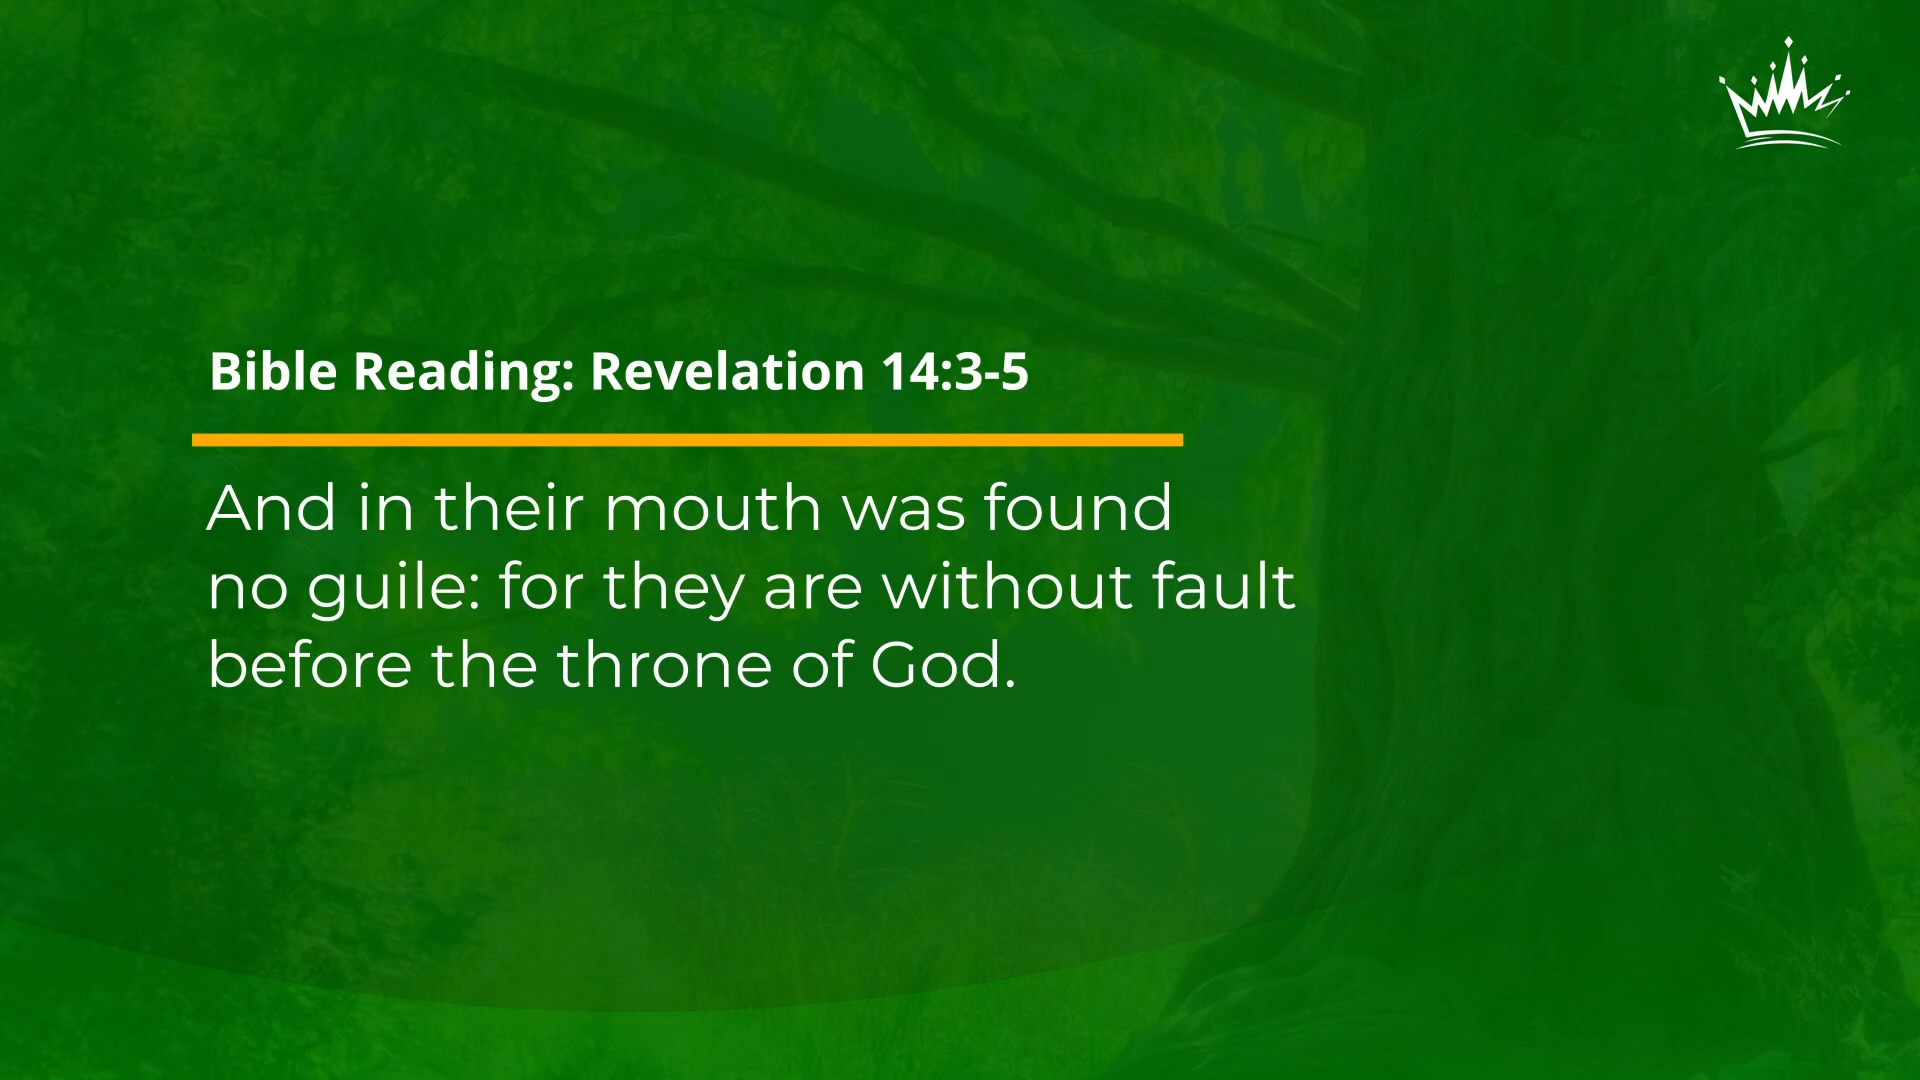 Bible Reading: Revelation 14:3-5
And in their mouth was found
no guile: for they are without fault
before the throne of God.